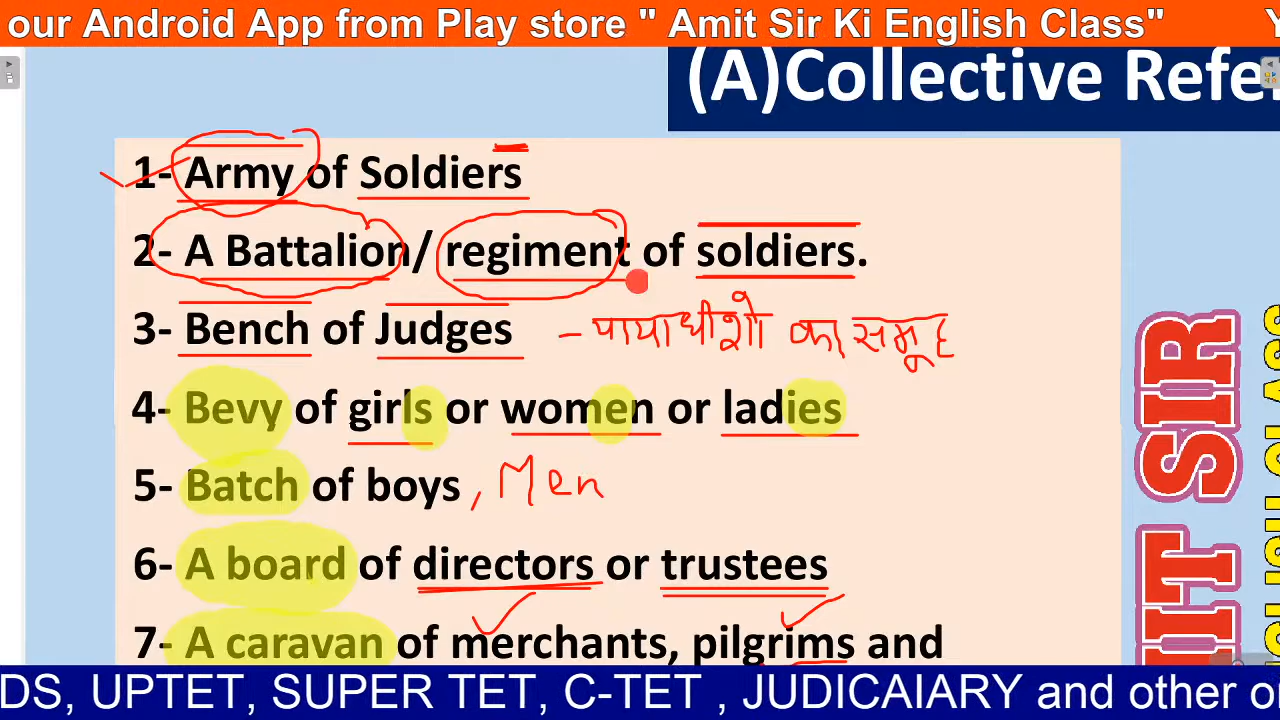 our Android App from Play store " Amit Sir Ki English Class"
(A)Collective Refe
1- Army of Soldiers
2- A Battalion/ regiment of soldiers.
3- Bench of Judges - न्यायाधीशो का समूह
4- Bevy of girls or women or ladies
5- Batch of boys , Men
6- A board of directors or trustees
7- A caravan of merchants, pilgrims and
DS, UPTET, SUPER TET, C-TET , JUDICAIARY and other
SIR